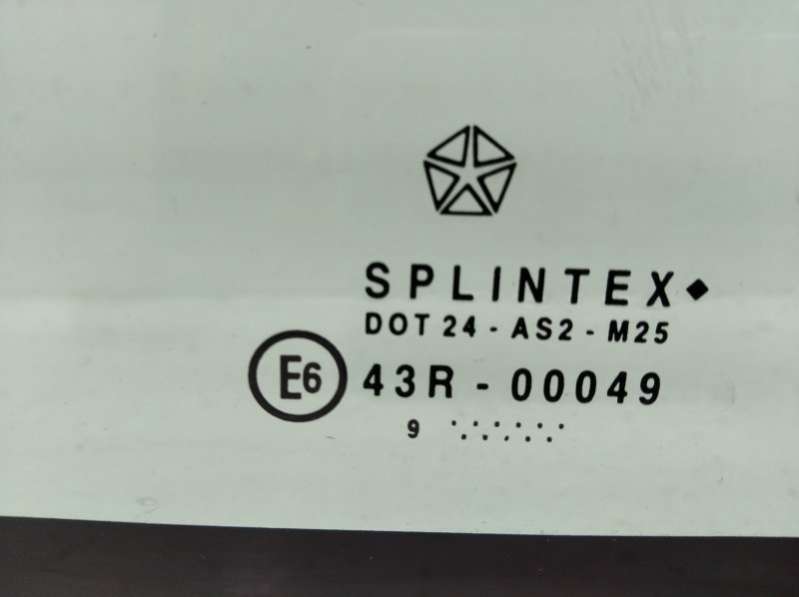 SPLINTEX
DOT 24 - AS2 - M25
E6 43R - 00049
9